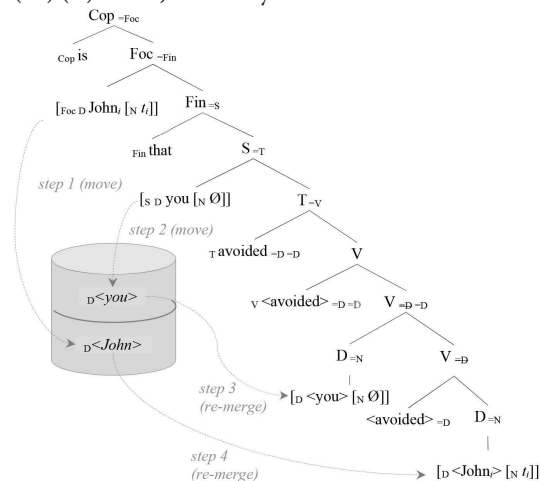 Cop =Foc
Cop is
Foc =Fin
[Foc D Johni [N ti]]
Fin =S
Fin that
S =T
step 1 (move)
[S D you [N Ø]]
T =V
step 2 (move)
T avoided =D =D
V
D<you>
V <avoided> =D =D
V =D =D
D<John>
D =N
V =D
step 3
(re-merge)
[D <you> [N Ø]]
<avoided> =D
D =N
step 4
(re-merge)
[D <Johni> [N ti]]